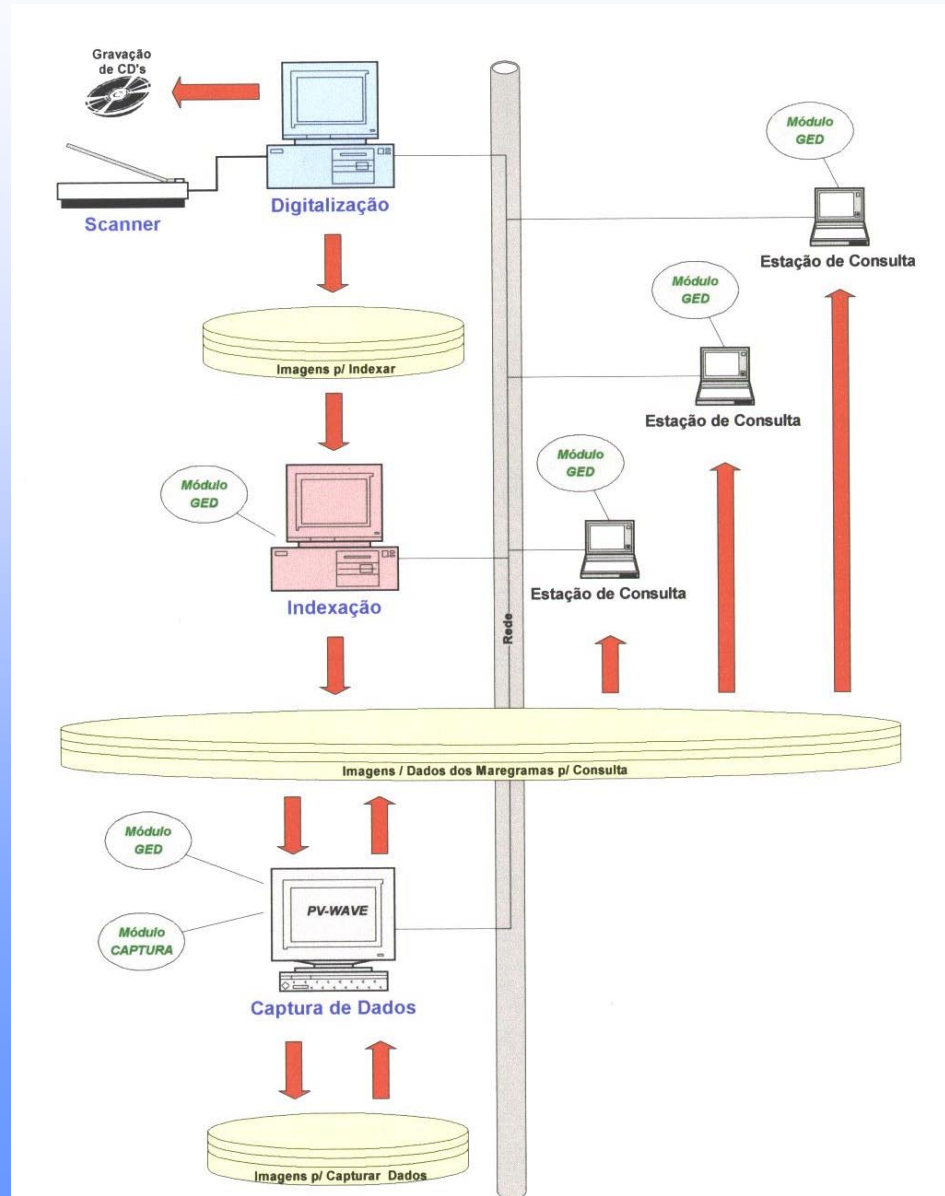 Gravação
de CD's
Scanner
Digitalização
Módulo
GED
Estação de Consulta
Imagens p/ Indexar
Módulo
GED
Estação de Consulta
Módulo
GED
Indexação
Módulo
GED
Estação de Consulta
Rede
Imagens / Dados dos Maregramas p/ Consulta
Módulo
GED
PV-WAVE
Módulo
CAPTURA
Captura de Dados
Imagens p/ Capturar Dados